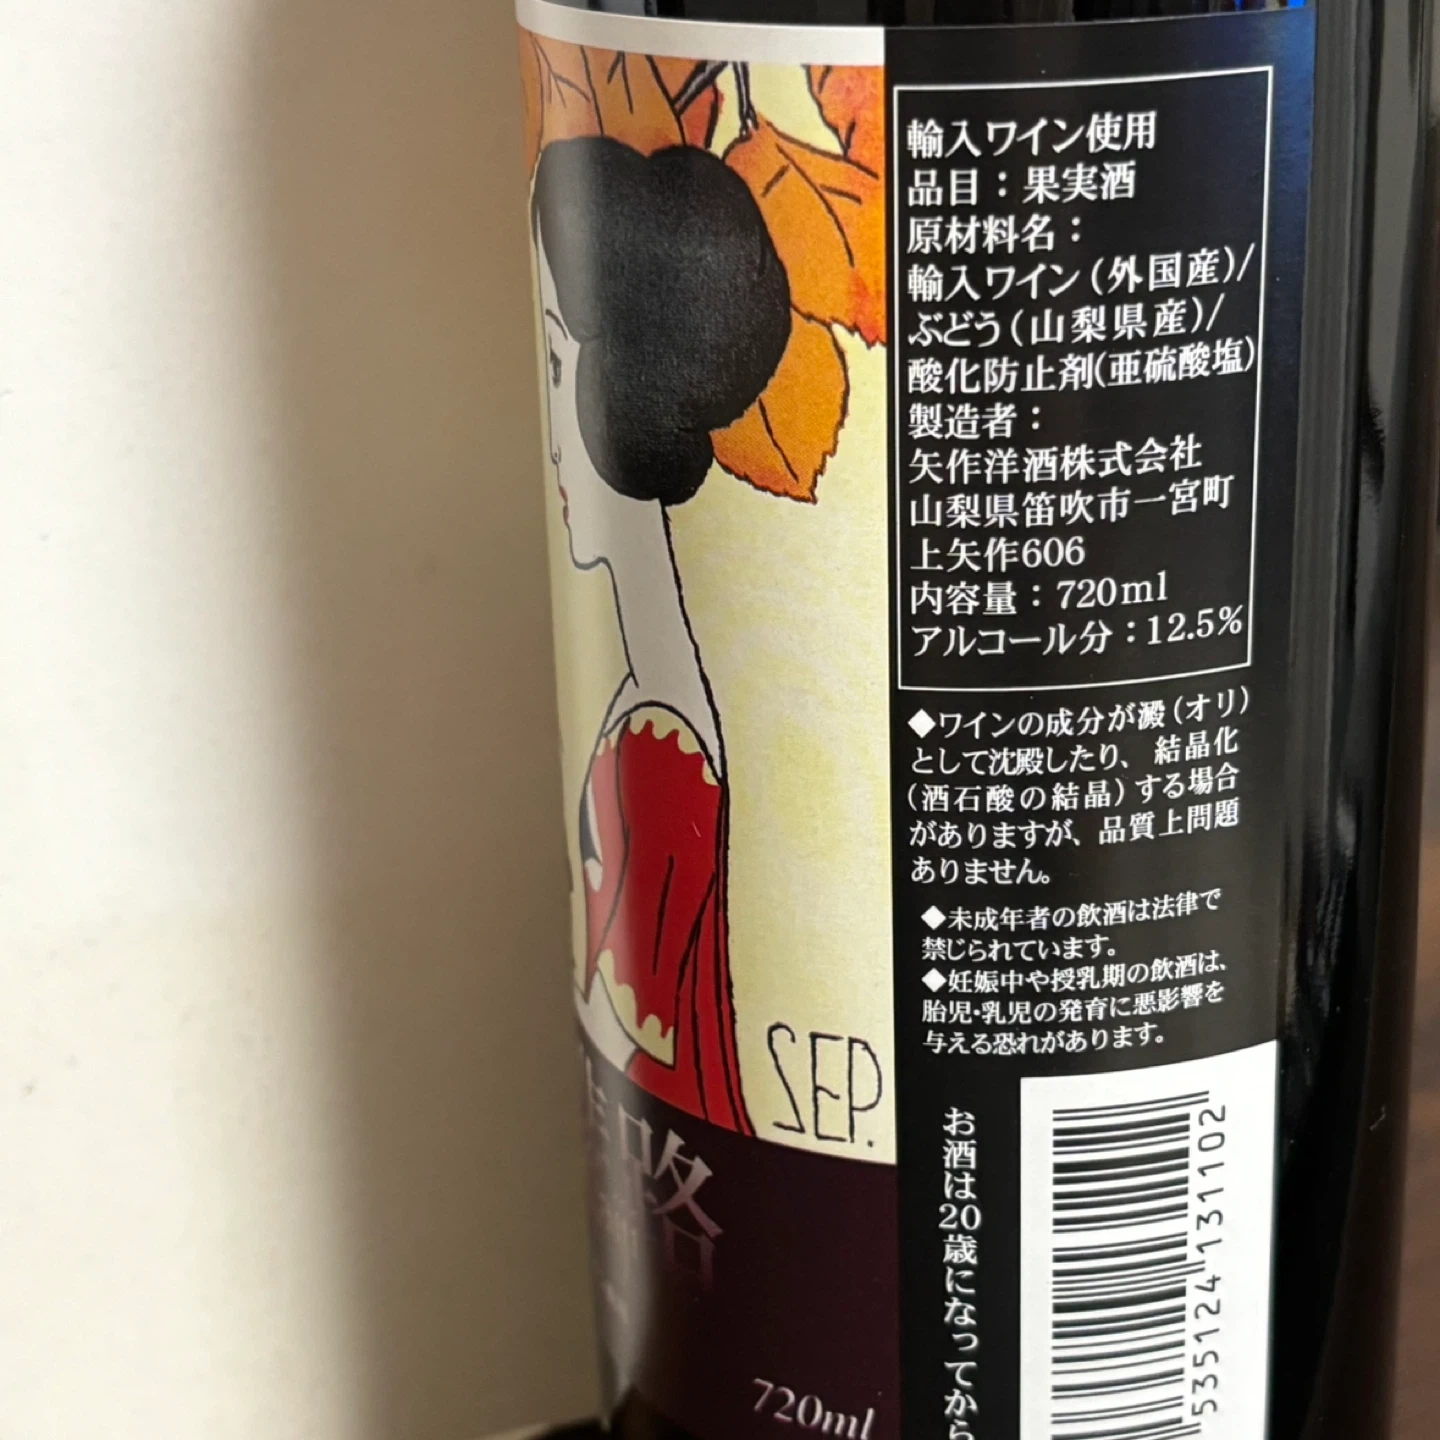 輸入ワイン使用
品目：果実酒
原材料名：
輸入ワイン(外国産)/
ぶどう(山梨県産)/
酸化防止剤(亜硫酸塩)
製造者：
矢作洋酒株式会社
山梨県笛吹市一宮町
上矢作606
内容量：720ml
アルコール分：12.5%
◆ワインの成分が澱(オリ)
として沈殿したり、結晶化
(酒石酸の結晶)する場合
がありますが、品質上問題
ありません。
◆未成年者の飲酒は法律で
禁じられています。
◆妊娠中や授乳期の飲酒は、
胎児・乳児の発育に悪影響を
与える恐れがあります。
お酒は20歳になってから
535124131102
SEP.
路
720ml